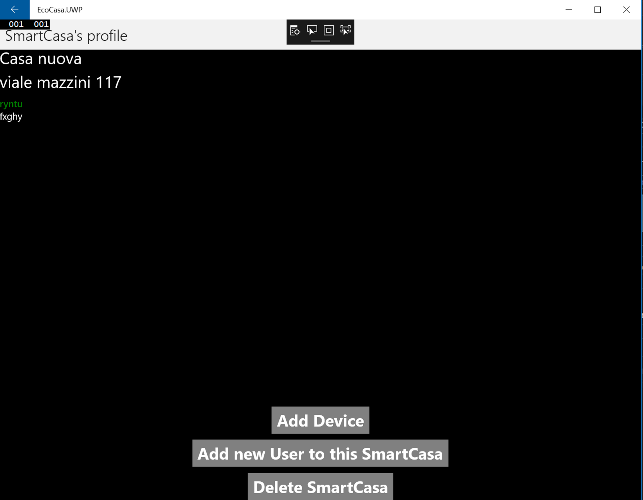 EcoCasa.UWP
001 001
SmartCasa's profile
Casa nuova
viale mazzini 117
ryntu
fxghy
Add Device
Add new User to this SmartCasa
Delete SmartCasa